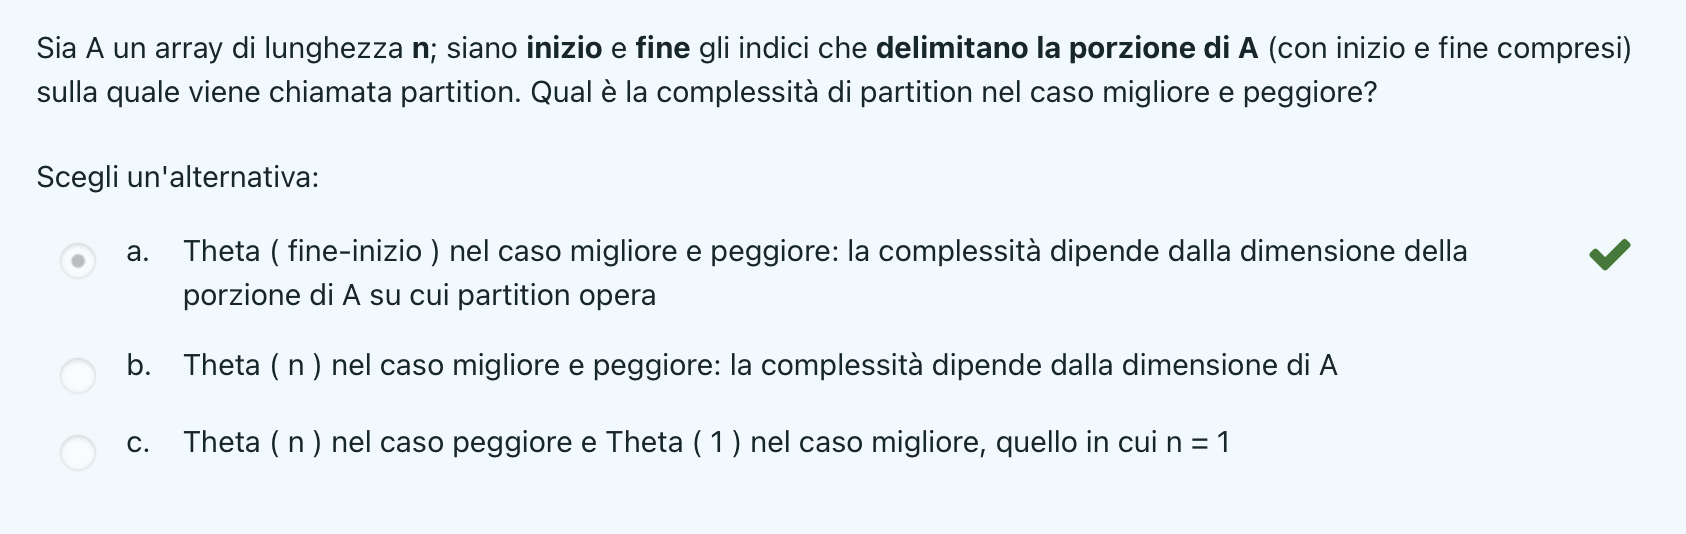 Sia A un array di lunghezza n; siano inizio e fine gli indici che delimitano la porzione di A (con inizio e fine compresi)
sulla quale viene chiamata partition. Qual è la complessità di partition nel caso migliore e peggiore?
Scegli un'alternativa:
a. Theta ( fine-inizio ) nel caso migliore e peggiore: la complessità dipende dalla dimensione della
porzione di A su cui partition opera
b. Theta ( n ) nel caso migliore e peggiore: la complessità dipende dalla dimensione di A
c. Theta ( n ) nel caso peggiore e Theta ( 1 ) nel caso migliore, quello in cui n = 1